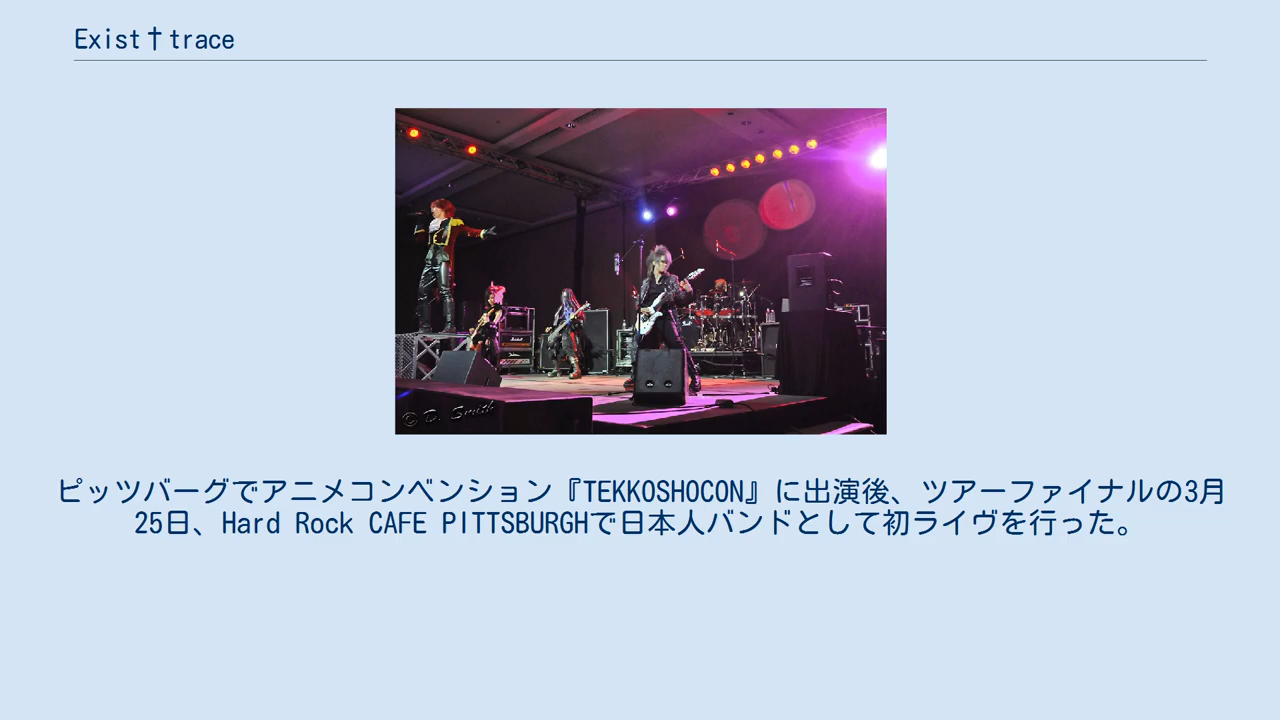 Exist†trace
© D. Smith
ピッツバーグでアニメコンベンション『TEKKOSHOCON』に出演後、ツアーファイナルの3月
25日、Hard Rock CAFE PITTSBURGHで日本人バンドとして初ライヴを行った。